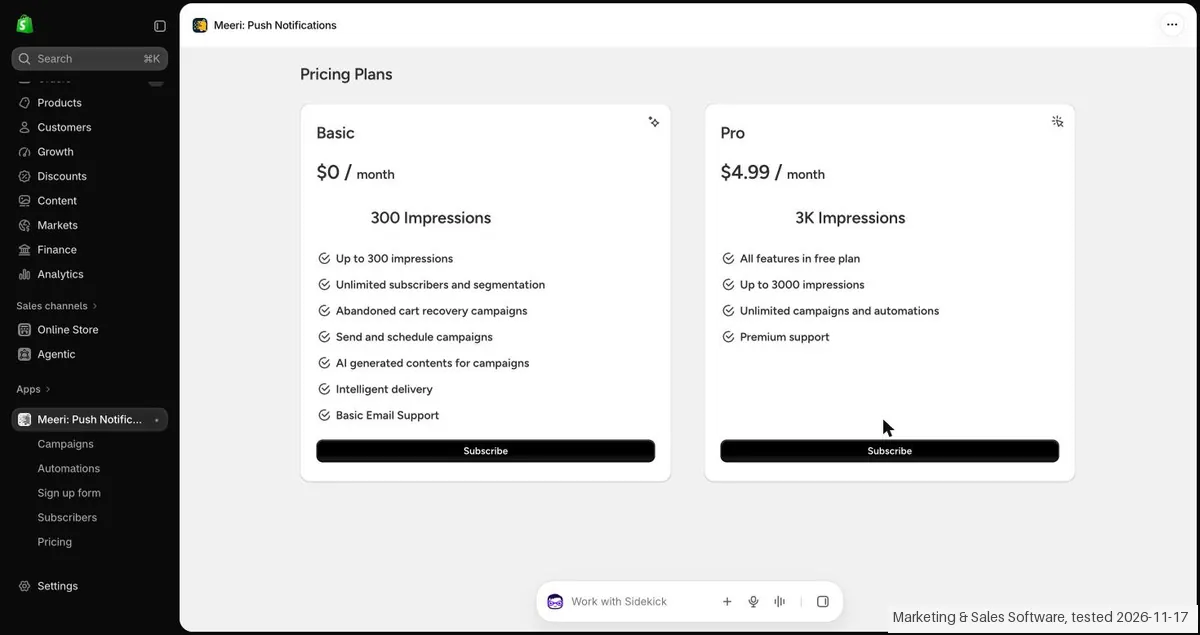 Search ⌘K
Products
Customers
Growth
Discounts
Content
Markets
Finance
Analytics
Sales channels
Online Store
Agentic
Apps
Meeri: Push Notific...
Campaigns
Automations
Sign up form
Subscribers
Pricing
Settings
Meeri: Push Notifications
Pricing Plans
Basic
$0 / month
300 Impressions
Up to 300 impressions
Unlimited subscribers and segmentation
Abandoned cart recovery campaigns
Send and schedule campaigns
AI generated contents for campaigns
Intelligent delivery
Basic Email Support
Subscribe
Pro
$4.99 / month
3K Impressions
All features in free plan
Up to 3000 impressions
Unlimited campaigns and automations
Premium support
Subscribe
Work with Sidekick
Marketing & Sales Software, tested 2026-11-17